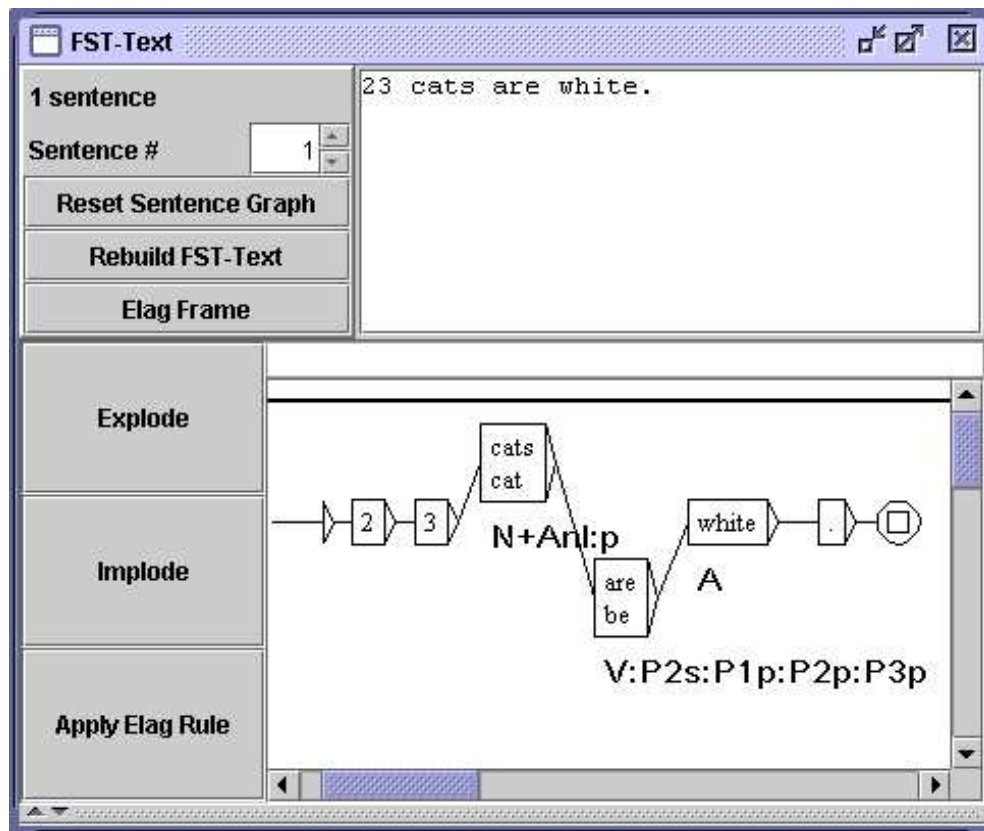 FST-Text
1 sentence
Sentence # 1
Reset Sentence Graph
Rebuild FST-Text
Elag Frame
23 cats are white.
Explode
Implode
Apply Elag Rule
cats
cat
2 3 white .
N+Anl:p
A
are
be
V:P2s:P1p:P2p:P3p